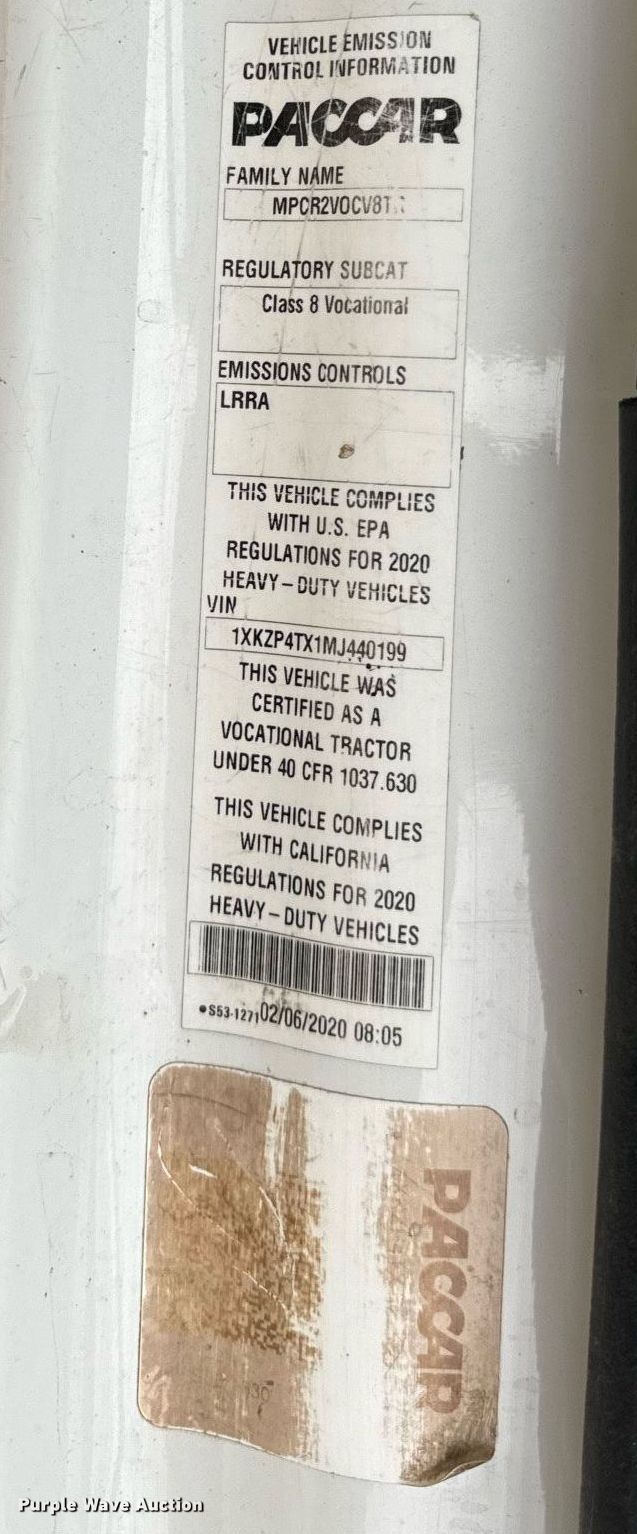 VEHICLE EMISSION
CONTROL INFORMATION
PACCAR
FAMILY NAME
REGULATORY SUBCAT
Class 8 Vocational
EMISSIONS CONTROLS
LRRA
THIS VEHICLE COMPLIES
WITH U.S. EPA
REGULATIONS FOR 2020
HEAVY-DUTY VEHICLES
VIN
1XKZP4TX1MJ440199
THIS VEHICLE WAS
CERTIFIED AS A
VOCATIONAL TRACTOR
UNDER 40 CFR 1037.630
THIS VEHICLE COMPLIES
WITH CALIFORNIA
REGULATIONS FOR 2020
HEAVY-DUTY VEHICLES
•S53-1271 02/06/2020 08:05
PACCAR
Purple Wave Auction